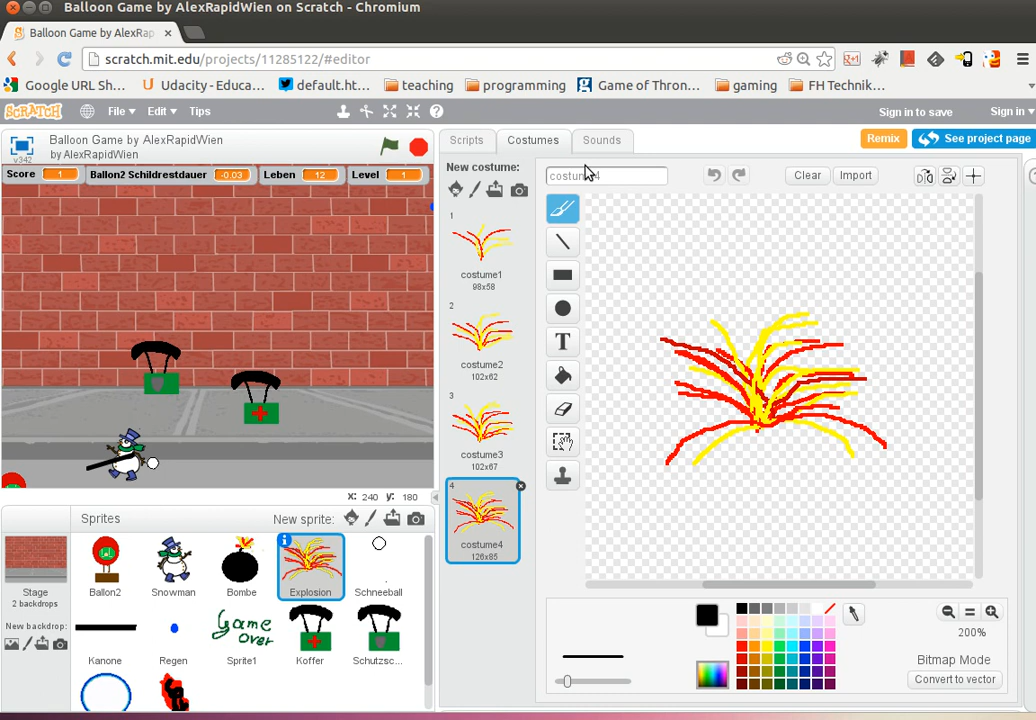 Balloon Game by AlexRapidWien on Scratch - Chromium
Balloon Game by AlexRap
scratch.mit.edu/projects/11285122/#editor
Google URL Sh... Udacity - Educa... default.ht... teaching programming Game of Thron... gaming FH Technik...
SCRATCH File Edit Tips Sign in to save Sign in
Balloon Game by AlexRapidWien
by AlexRapidWien
v342
Scripts Costumes Sounds Remix See project page
Score 1 Ballon2 Schildrestdauer -0.03 Leben 12 Level 1
New costume:
Clear Import
1
costume1
98x58
2
costume2
102x62
3
costume3
102x67
4
costume4
126x85
T
x: 240 y: 180
Sprites New sprite:
Stage
2 backdrops
New backdrop:
Ballon2 Snowman Bombe Explosion Schneeball
Game Over
Kanone Regen Sprite1 Koffer Schutzsc...
200%
Bitmap Mode
Convert to vector